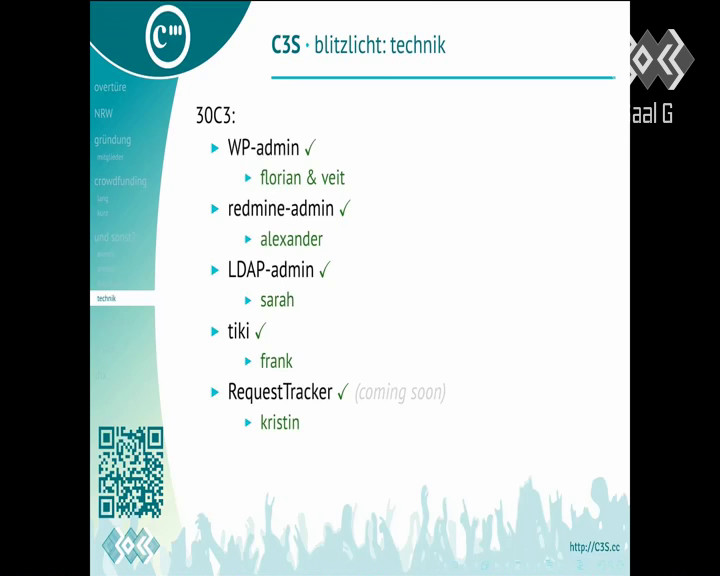 C3S · blitzlicht: technik
aal G
overtüre
NRW
gründung
mitglieder
crowdfunding
lang
kurz
und sonst?
technik
30C3:
WP-admin ✓
florian & veit
redmine-admin ✓
alexander
LDAP-admin ✓
sarah
tiki ✓
frank
RequestTracker ✓ (coming soon)
kristin
http://C3S.cc